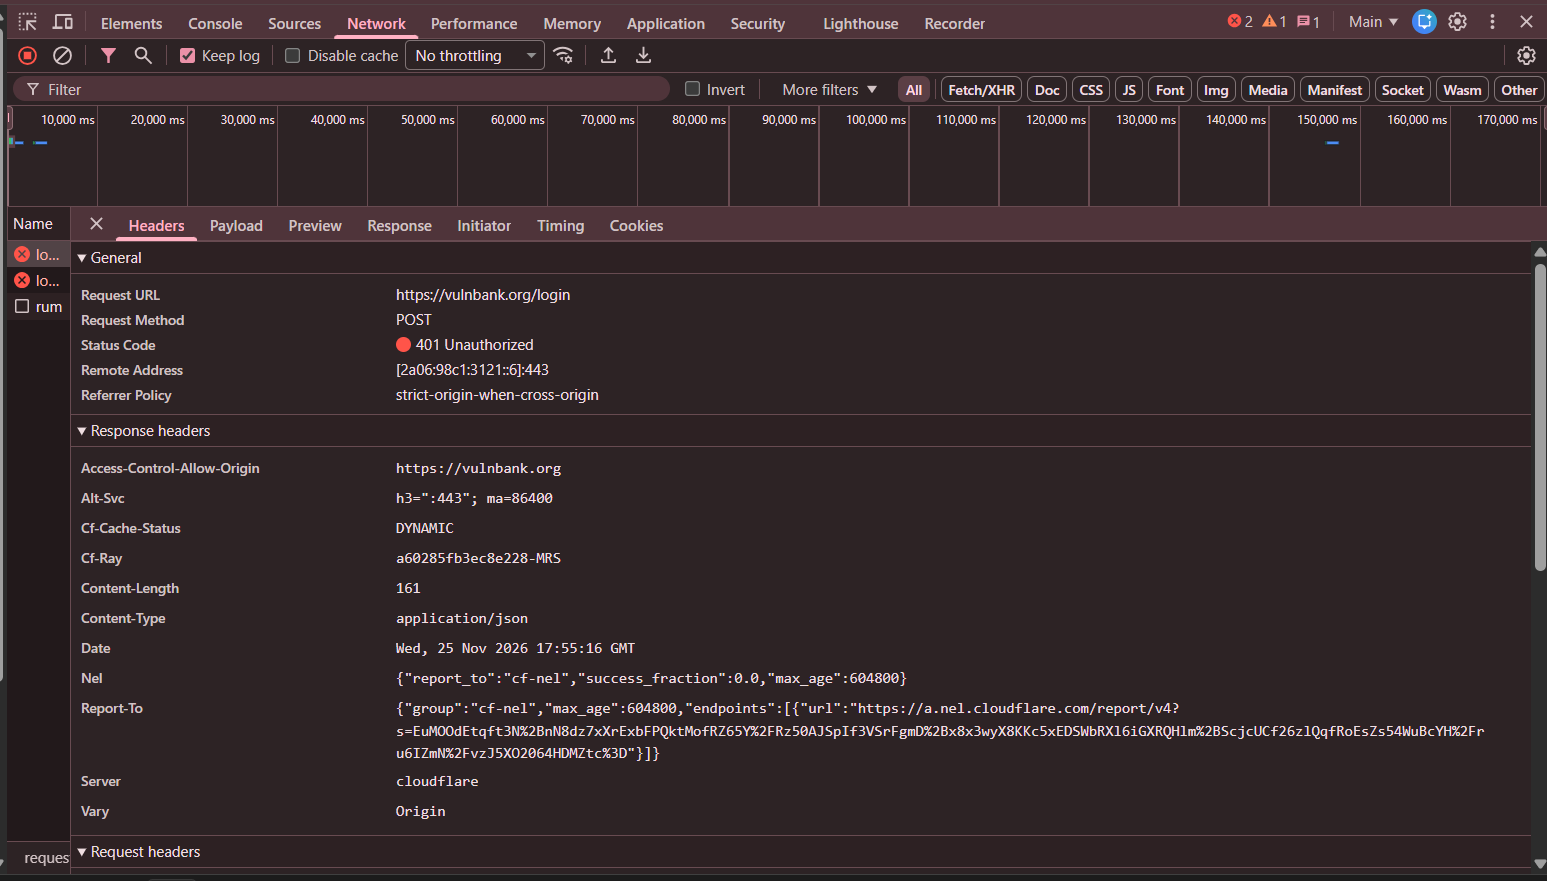 Elements Console Sources Network Performance Memory Application Security Lighthouse Recorder 2 1 1 Main
Keep log Disable cache No throttling
Filter Invert More filters All Fetch/XHR Doc CSS JS Font Img Media Manifest Socket Wasm Other
10,000 ms 20,000 ms 30,000 ms 40,000 ms 50,000 ms 60,000 ms 70,000 ms 80,000 ms 90,000 ms 100,000 ms 110,000 ms 120,000 ms 130,000 ms 140,000 ms 150,000 ms 160,000 ms 170,000 ms
Name Headers Payload Preview Response Initiator Timing Cookies
lo...
lo...
rum
General
Request URL https://vulnbank.org/login
Request Method POST
Status Code 401 Unauthorized
Remote Address [2a06:98c1:3121::6]:443
Referrer Policy strict-origin-when-cross-origin
Response headers
Access-Control-Allow-Origin https://vulnbank.org
Alt-Svc h3=":443"; ma=86400
Cf-Cache-Status DYNAMIC
Cf-Ray a60285fb3ec8e228-MRS
Content-Length 161
Content-Type application/json
Date Wed, 25 Nov 2026 17:55:16 GMT
Nel {"report_to":"cf-nel","success_fraction":0.0,"max_age":604800}
Report-To {"group":"cf-nel","max_age":604800,"endpoints":[{"url":"https://a.nel.cloudflare.com/report/v4?
s=EuMOOdEtqft3N%2BnN8dz7xXrExbFPQktMofRZ65Y%2FRz50AJSpIf3VSrFgmD%2Bx8x3wyX8KKc5xEDSWbRXl6iGXRQHlm%2BScjcUCf26zlQqfRoEsZs54WuBcYH%2Fr
u6IZmN%2FvzJ5XO2064HDMZtc%3D"}]}
Server cloudflare
Vary Origin
reques Request headers